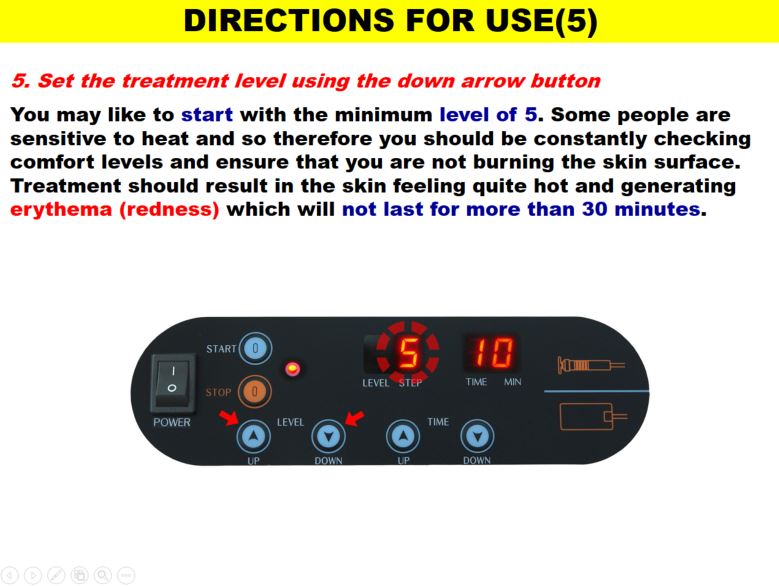 DIRECTIONS FOR USE(5)
5. Set the treatment level using the down arrow button
You may like to start with the minimum level of 5. Some people are
sensitive to heat and so therefore you should be constantly checking
comfort levels and ensure that you are not burning the skin surface.
Treatment should result in the skin feeling quite hot and generating
erythema (redness) which will not last for more than 30 minutes.
START
STOP
POWER
5
10
LEVEL STEP
TIME MIN
LEVEL
TIME
UP
DOWN
UP
DOWN